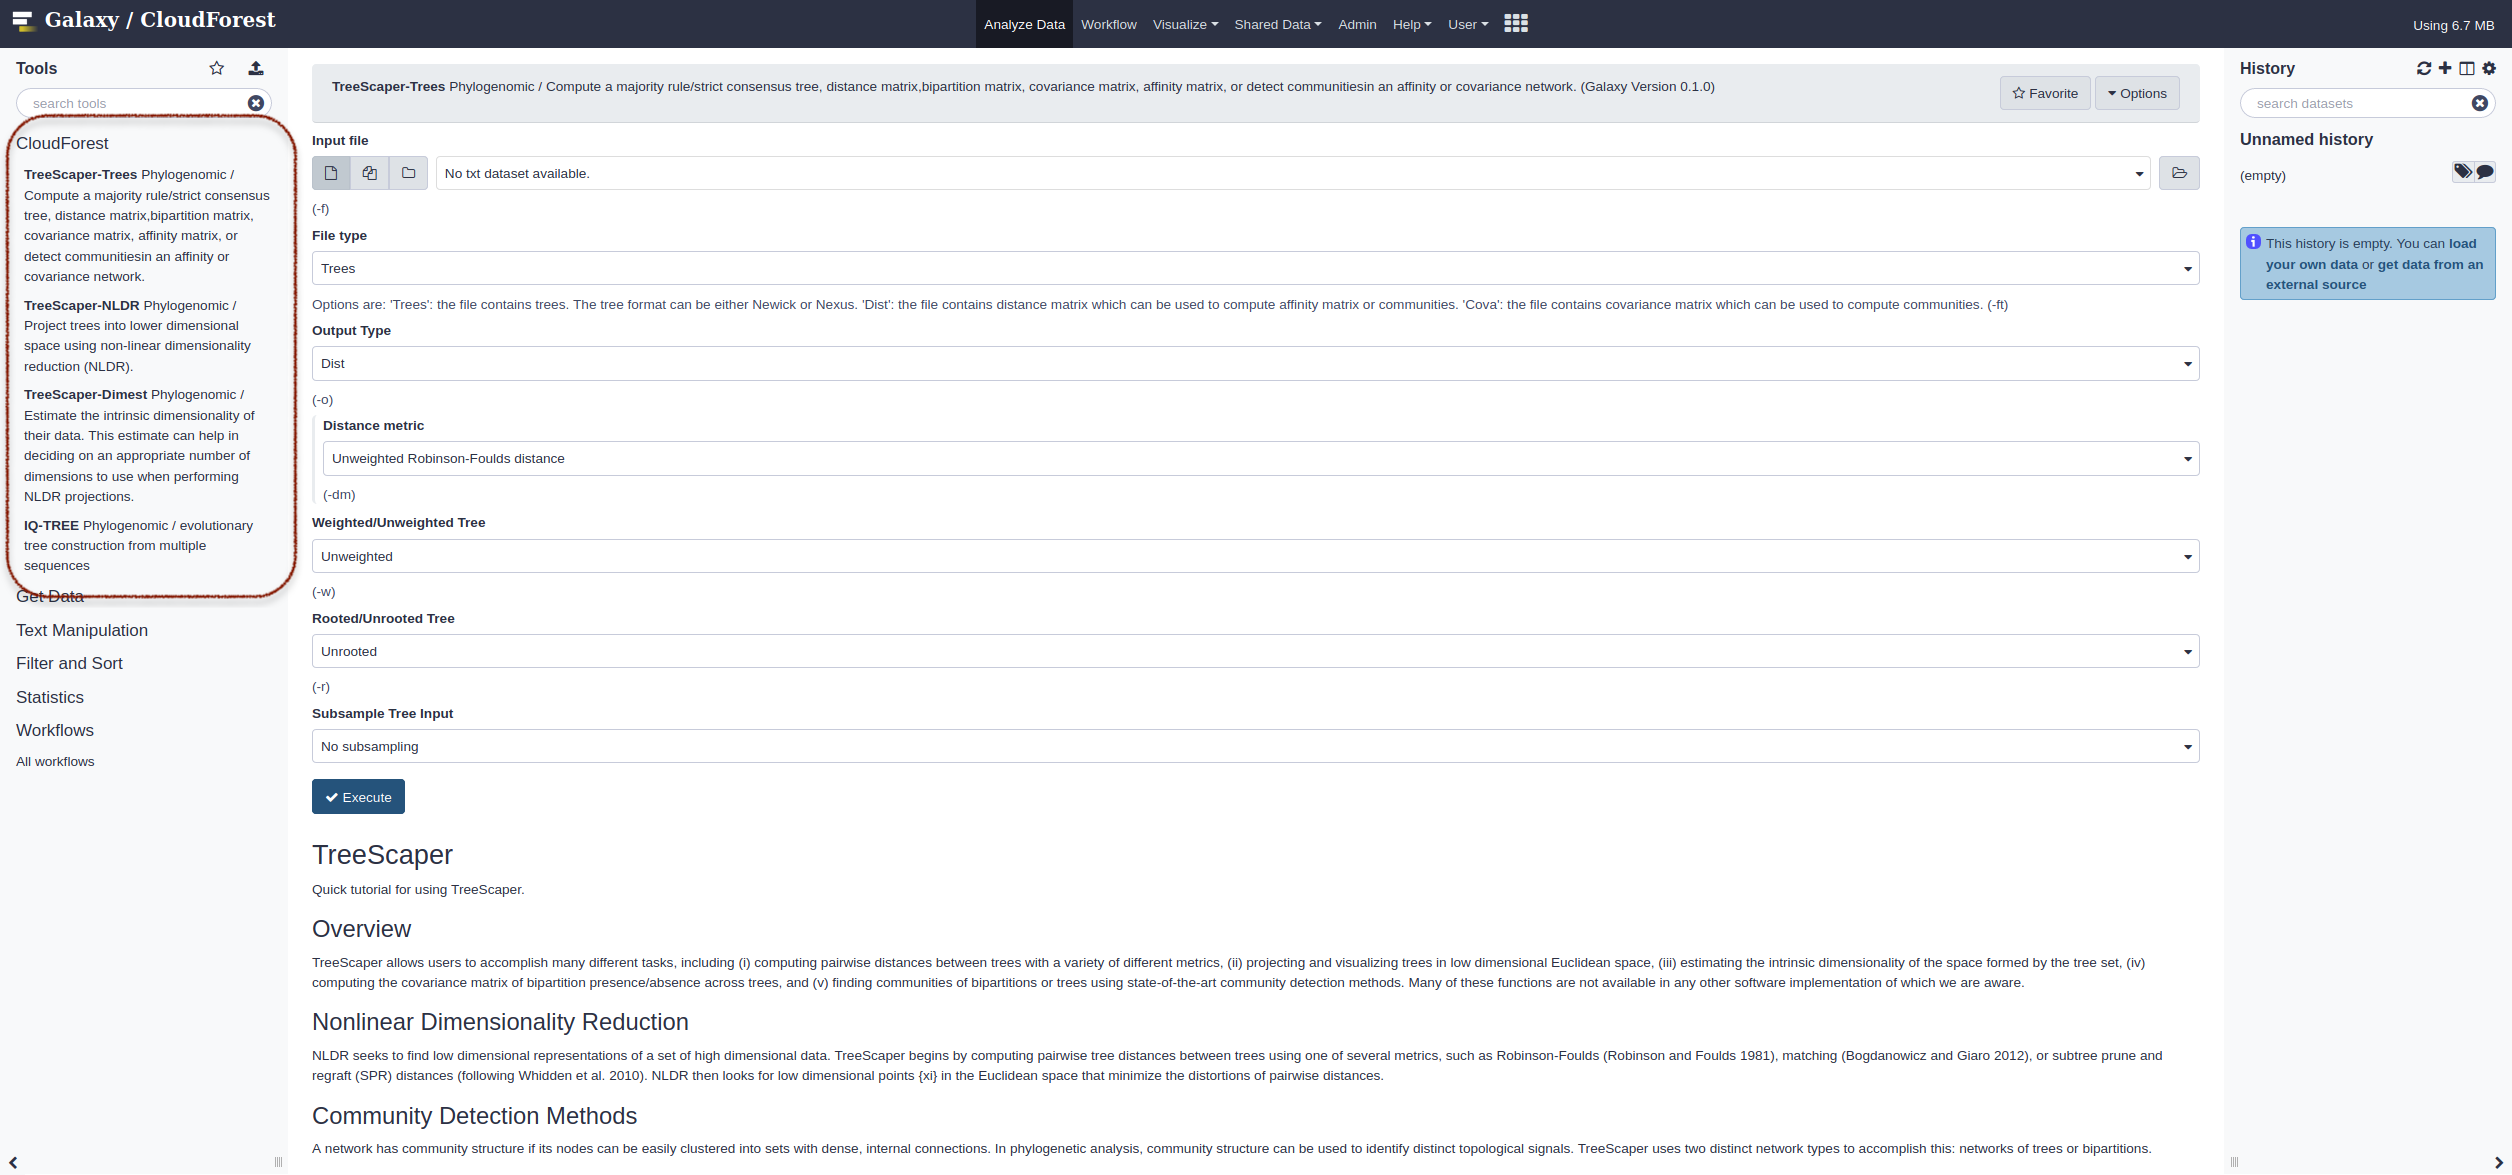 Galaxy / CloudForest
Analyze Data Workflow Visualize Shared Data Admin Help User
Using 6.7 MB
Tools
search tools
CloudForest
TreeScaper-Trees Phylogenomic /
Compute a majority rule/strict consensus
tree, distance matrix,bipartition matrix,
covariance matrix, affinity matrix, or
detect communitiesin an affinity or
covariance network.
TreeScaper-NLDR Phylogenomic /
Project trees into lower dimensional
space using non-linear dimensionality
reduction (NLDR).
TreeScaper-Dimest Phylogenomic /
Estimate the intrinsic dimensionality of
their data. This estimate can help in
deciding on an appropriate number of
dimensions to use when performing
NLDR projections.
IQ-TREE Phylogenomic / evolutionary
tree construction from multiple
sequences
Get Data
Text Manipulation
Filter and Sort
Statistics
Workflows
All workflows
TreeScaper-Trees Phylogenomic / Compute a majority rule/strict consensus tree, distance matrix,bipartition matrix, covariance matrix, affinity matrix, or detect communitiesin an affinity or covariance network. (Galaxy Version 0.1.0)
Favorite
Options
Input file
No txt dataset available.
(-f)
File type
Trees
Options are: 'Trees': the file contains trees. The tree format can be either Newick or Nexus. 'Dist': the file contains distance matrix which can be used to compute affinity matrix or communities. 'Cova': the file contains covariance matrix which can be used to compute communities. (-ft)
Output Type
Dist
(-o)
Distance metric
Unweighted Robinson-Foulds distance
(-dm)
Weighted/Unweighted Tree
Unweighted
(-w)
Rooted/Unrooted Tree
Unrooted
(-r)
Subsample Tree Input
No subsampling
Execute
TreeScaper
Quick tutorial for using TreeScaper.
Overview
TreeScaper allows users to accomplish many different tasks, including (i) computing pairwise distances between trees with a variety of different metrics, (ii) projecting and visualizing trees in low dimensional Euclidean space, (iii) estimating the intrinsic dimensionality of the space formed by the tree set, (iv)
computing the covariance matrix of bipartition presence/absence across trees, and (v) finding communities of bipartitions or trees using state-of-the-art community detection methods. Many of these functions are not available in any other software implementation of which we are aware.
Nonlinear Dimensionality Reduction
NLDR seeks to find low dimensional representations of a set of high dimensional data. TreeScaper begins by computing pairwise tree distances between trees using one of several metrics, such as Robinson-Foulds (Robinson and Foulds 1981), matching (Bogdanowicz and Giaro 2012), or subtree prune and
regraft (SPR) distances (following Whidden et al. 2010). NLDR then looks for low dimensional points {xi} in the Euclidean space that minimize the distortions of pairwise distances.
Community Detection Methods
A network has community structure if its nodes can be easily clustered into sets with dense, internal connections. In phylogenetic analysis, community structure can be used to identify distinct topological signals. TreeScaper uses two distinct network types to accomplish this: networks of trees or bipartitions.
History
search datasets
Unnamed history
(empty)
This history is empty. You can load
your own data or get data from an
external source